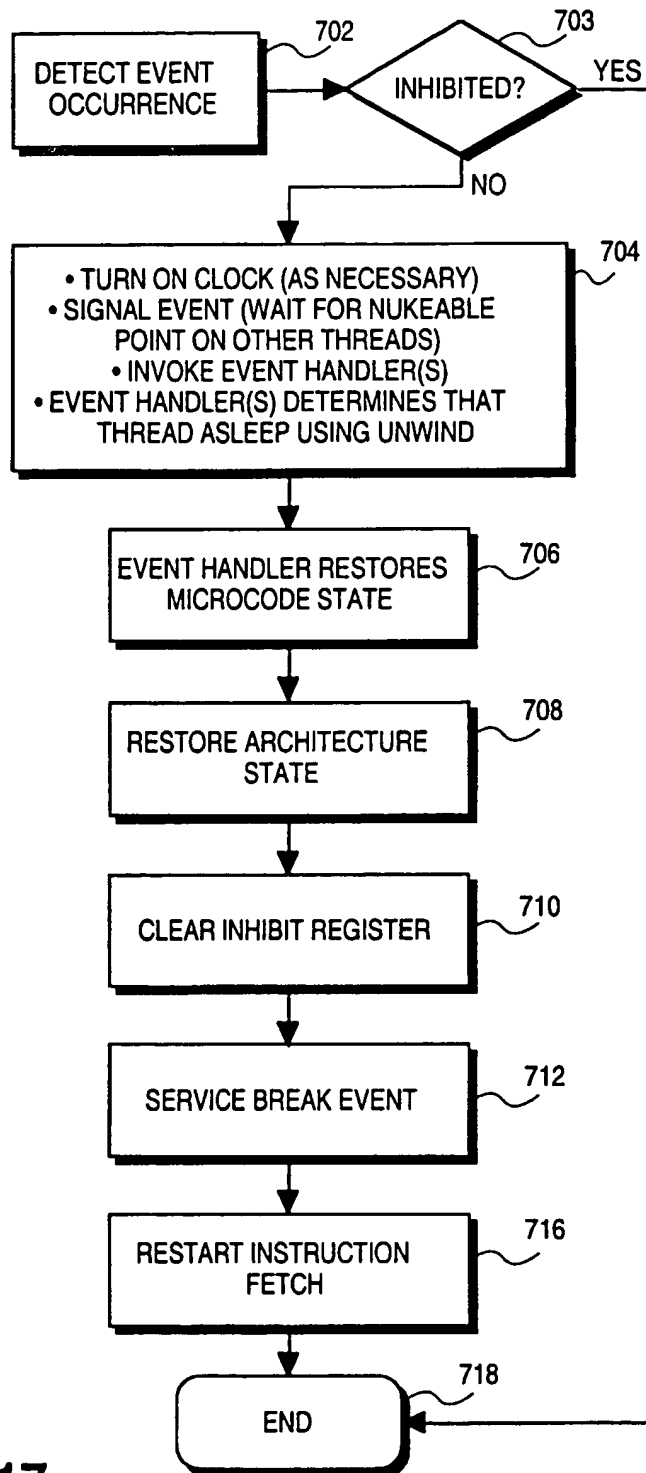 702
703
DETECT EVENT
OCCURRENCE
INHIBITED?
YES
NO
704
• TURN ON CLOCK (AS NECESSARY)
• SIGNAL EVENT (WAIT FOR NUKEABLE
POINT ON OTHER THREADS)
• INVOKE EVENT HANDLER(S)
• EVENT HANDLER(S) DETERMINES THAT
THREAD ASLEEP USING UNWIND
706
EVENT HANDLER RESTORES
MICROCODE STATE
708
RESTORE ARCHITECTURE
STATE
710
CLEAR INHIBIT REGISTER
712
SERVICE BREAK EVENT
716
RESTART INSTRUCTION
FETCH
718
END